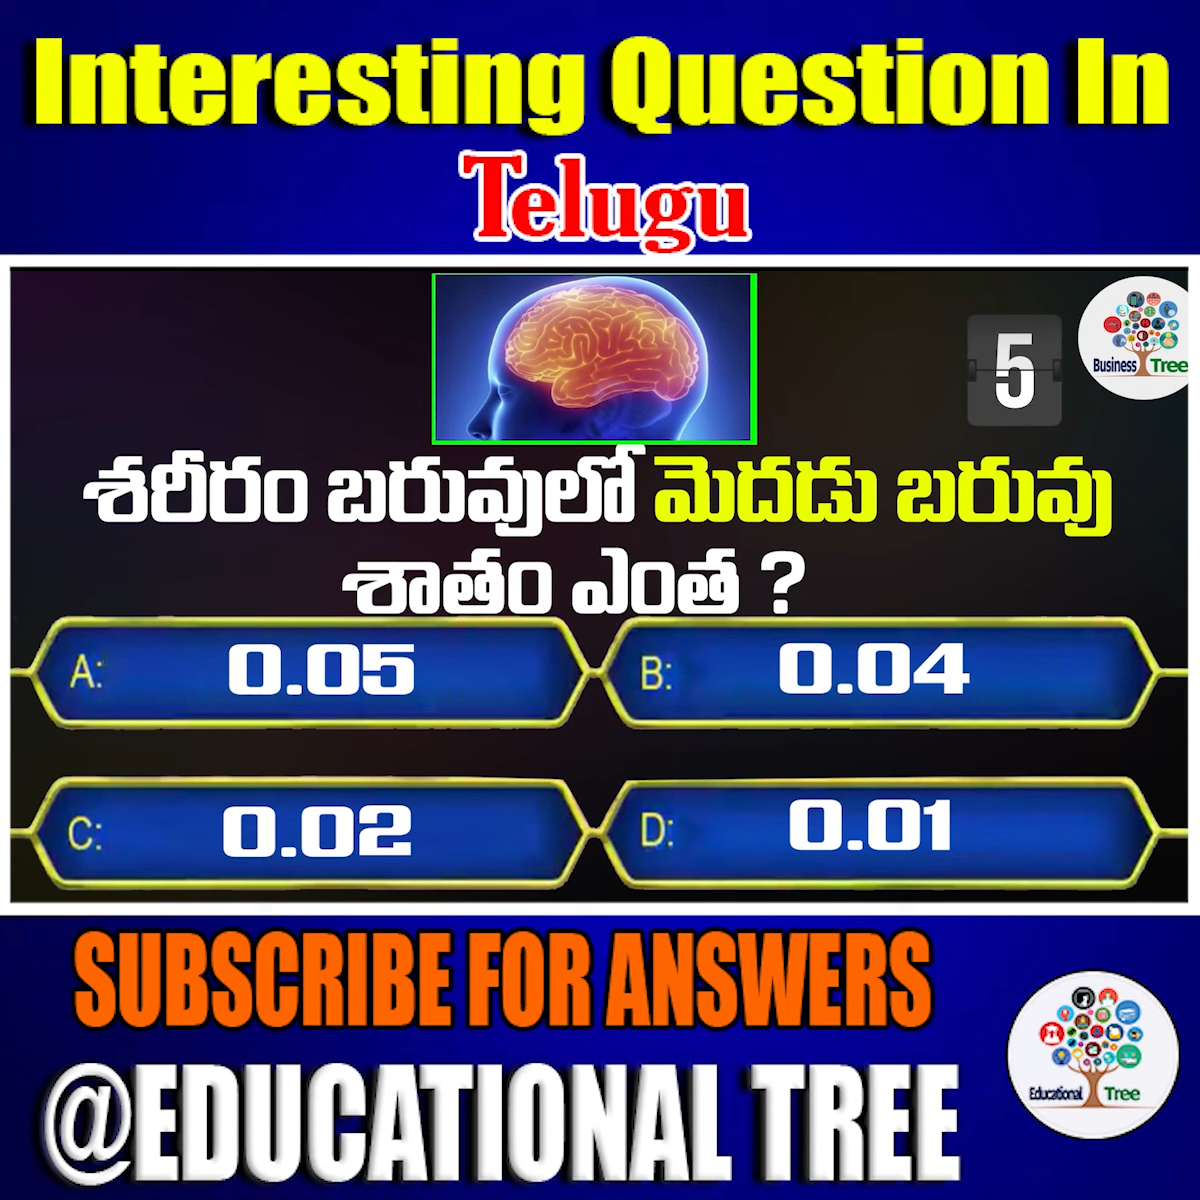 Interesting Question In
Telugu
5
Business Tree
శరీరం బరువులో మెదడు బరువు
శాతం ఎంత ?
A: 0.05
B: 0.04
C: 0.02
D: 0.01
SUBSCRIBE FOR ANSWERS
@EDUCATIONAL TREE
Educational Tree